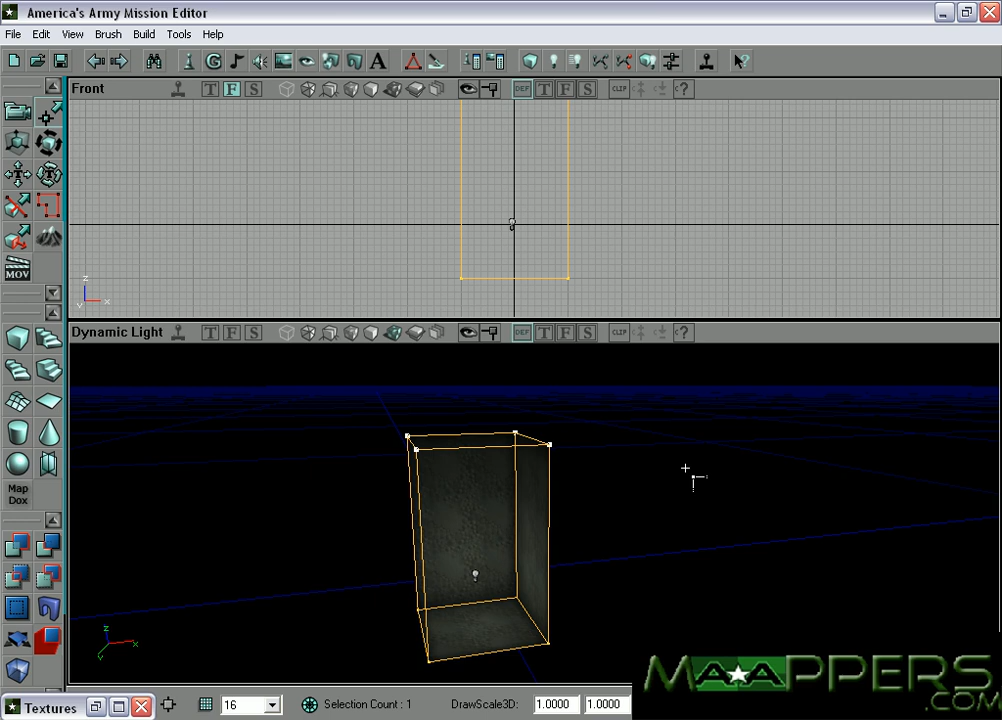 America's Army Mission Editor
File Edit View Brush Build Tools Help
Front T F S DEF T F S CLIP ?
MOV
z
Y x
Dynamic Light T F S DEF T F S CLIP ?
Map
Dox
z
x
Y
Textures 16 Selection Count : 1 DrawScale3D: 1.0000 1.0000
MAAPPERS
.COM